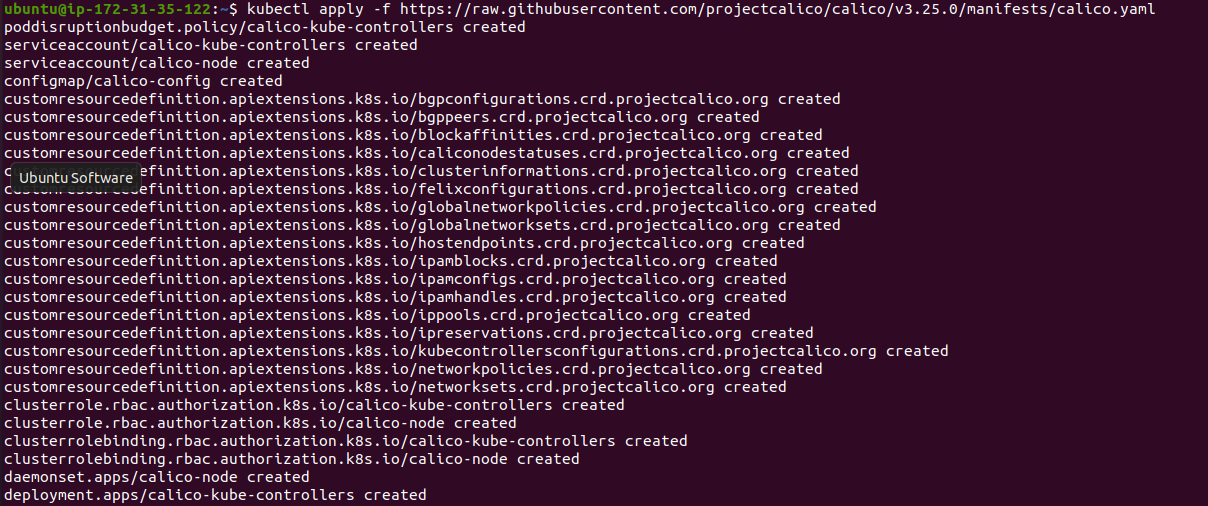 ubuntu@ip-172-31-35-122:~$ kubectl apply -f https://raw.githubusercontent.com/projectcalico/calico/v3.25.0/manifests/calico.yaml
poddisruptionbudget.policy/calico-kube-controllers created
serviceaccount/calico-kube-controllers created
serviceaccount/calico-node created
configmap/calico-config created
customresourcedefinition.apiextensions.k8s.io/bgpconfigurations.crd.projectcalico.org created
customresourcedefinition.apiextensions.k8s.io/bgppeers.crd.projectcalico.org created
customresourcedefinition.apiextensions.k8s.io/blockaffinities.crd.projectcalico.org created
customresourcedefinition.apiextensions.k8s.io/caliconodestatuses.crd.projectcalico.org created
customresourcedefinition.apiextensions.k8s.io/clusterinformations.crd.projectcalico.org created
Ubuntu Software
customresourcedefinition.apiextensions.k8s.io/felixconfigurations.crd.projectcalico.org created
customresourcedefinition.apiextensions.k8s.io/globalnetworkpolicies.crd.projectcalico.org created
customresourcedefinition.apiextensions.k8s.io/globalnetworksets.crd.projectcalico.org created
customresourcedefinition.apiextensions.k8s.io/hostendpoints.crd.projectcalico.org created
customresourcedefinition.apiextensions.k8s.io/ipamblocks.crd.projectcalico.org created
customresourcedefinition.apiextensions.k8s.io/ipamconfigs.crd.projectcalico.org created
customresourcedefinition.apiextensions.k8s.io/ipamhandles.crd.projectcalico.org created
customresourcedefinition.apiextensions.k8s.io/ippools.crd.projectcalico.org created
customresourcedefinition.apiextensions.k8s.io/ipreservations.crd.projectcalico.org created
customresourcedefinition.apiextensions.k8s.io/kubecontrollersconfigurations.crd.projectcalico.org created
customresourcedefinition.apiextensions.k8s.io/networkpolicies.crd.projectcalico.org created
customresourcedefinition.apiextensions.k8s.io/networksets.crd.projectcalico.org created
clusterrole.rbac.authorization.k8s.io/calico-kube-controllers created
clusterrole.rbac.authorization.k8s.io/calico-node created
clusterrolebinding.rbac.authorization.k8s.io/calico-kube-controllers created
clusterrolebinding.rbac.authorization.k8s.io/calico-node created
daemonset.apps/calico-node created
deployment.apps/calico-kube-controllers created